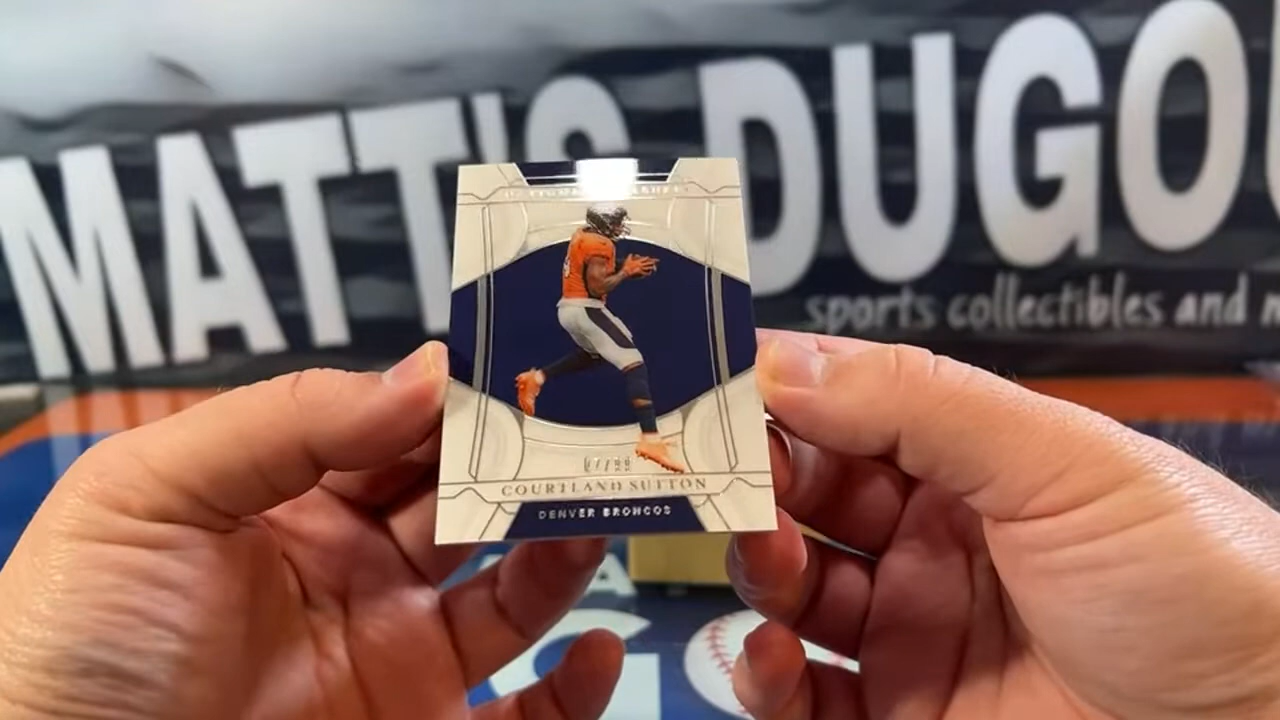 MATT'S DUGOU
sports collectibles and m
COURTLAND SUTTON
DENVER BRONCOS